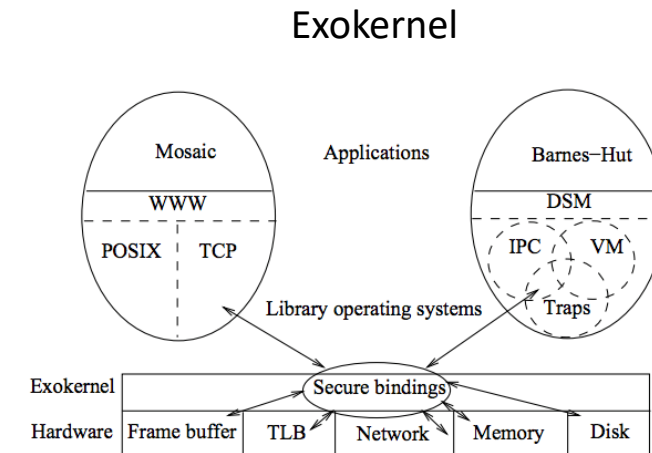 Exokernel
Mosaic Applications Barnes-Hut
WWW DSM
POSIX TCP IPC VM
Library operating systems Traps
Exokernel Secure bindings
Hardware Frame buffer TLB Network Memory Disk